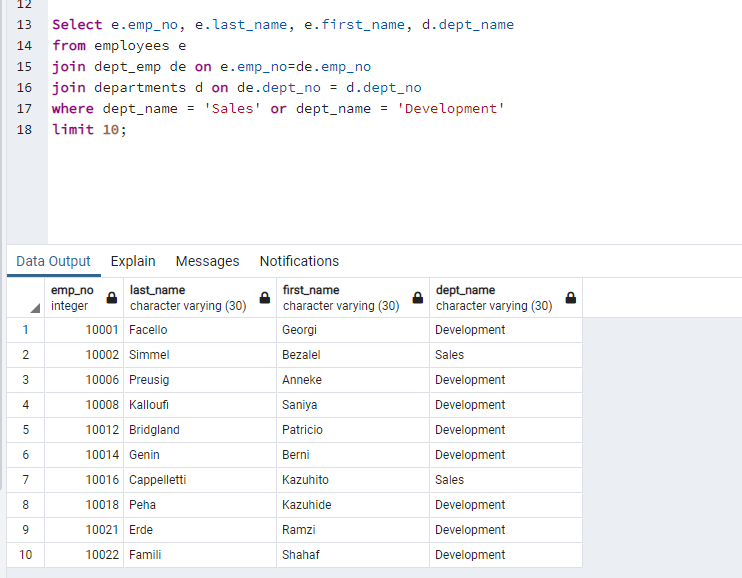 12
13 Select e.emp_no, e.last_name, e.first_name, d.dept_name
14 from employees e
15 join dept_emp de on e.emp_no=de.emp_no
16 join departments d on de.dept_no = d.dept_no
17 where dept_name = 'Sales' or dept_name = 'Development'
18 limit 10;
Data Output Explain Messages Notifications
emp_no last_name first_name dept_name
integer character varying (30) character varying (30) character varying (30)
1 10001 Facello Georgi Development
2 10002 Simmel Bezalel Sales
3 10006 Preusig Anneke Development
4 10008 Kalloufi Saniya Development
5 10012 Bridgland Patricio Development
6 10014 Genin Berni Development
7 10016 Cappelletti Kazuhito Sales
8 10018 Peha Kazuhide Development
9 10021 Erde Ramzi Development
10 10022 Famili Shahaf Development